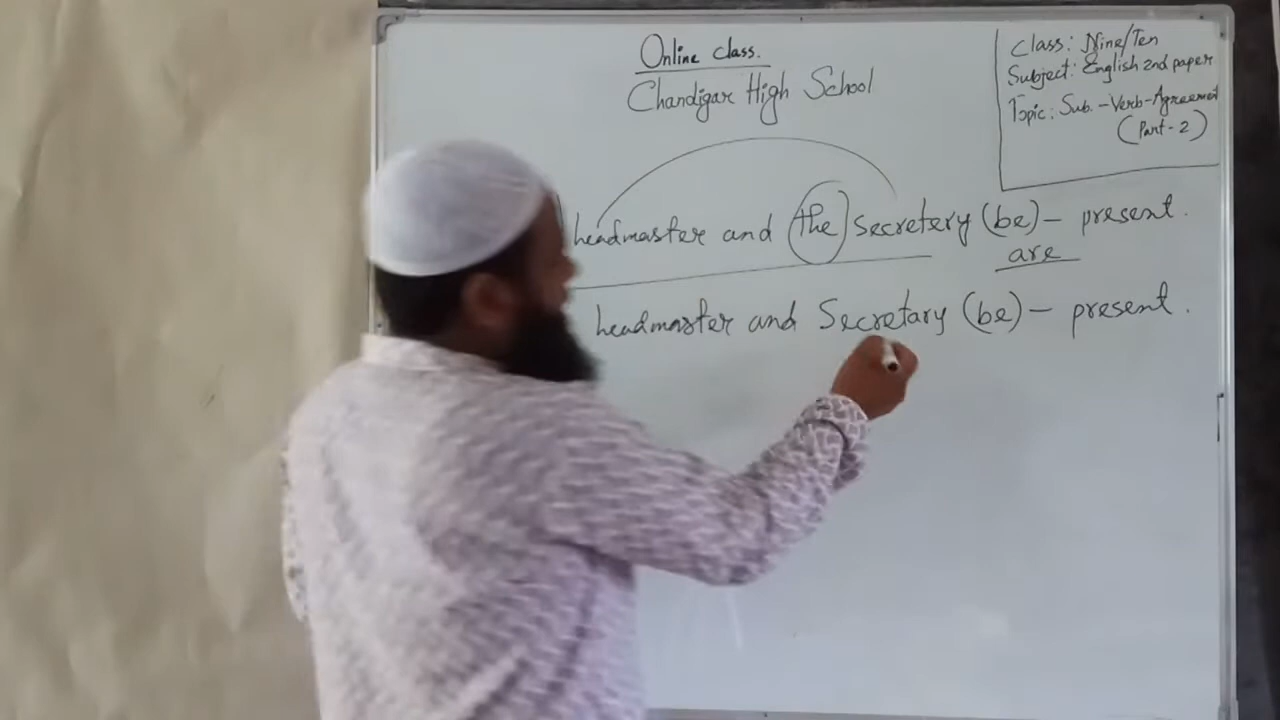 Online class.
Chandigar High School
Class: Nine/Ten
Subject: English 2nd paper
Topic: Sub. -Verb-Agreement
(Part-2)
headmaster and the Secretery (be) – present.
are
headmaster and Secretary (be) – present.